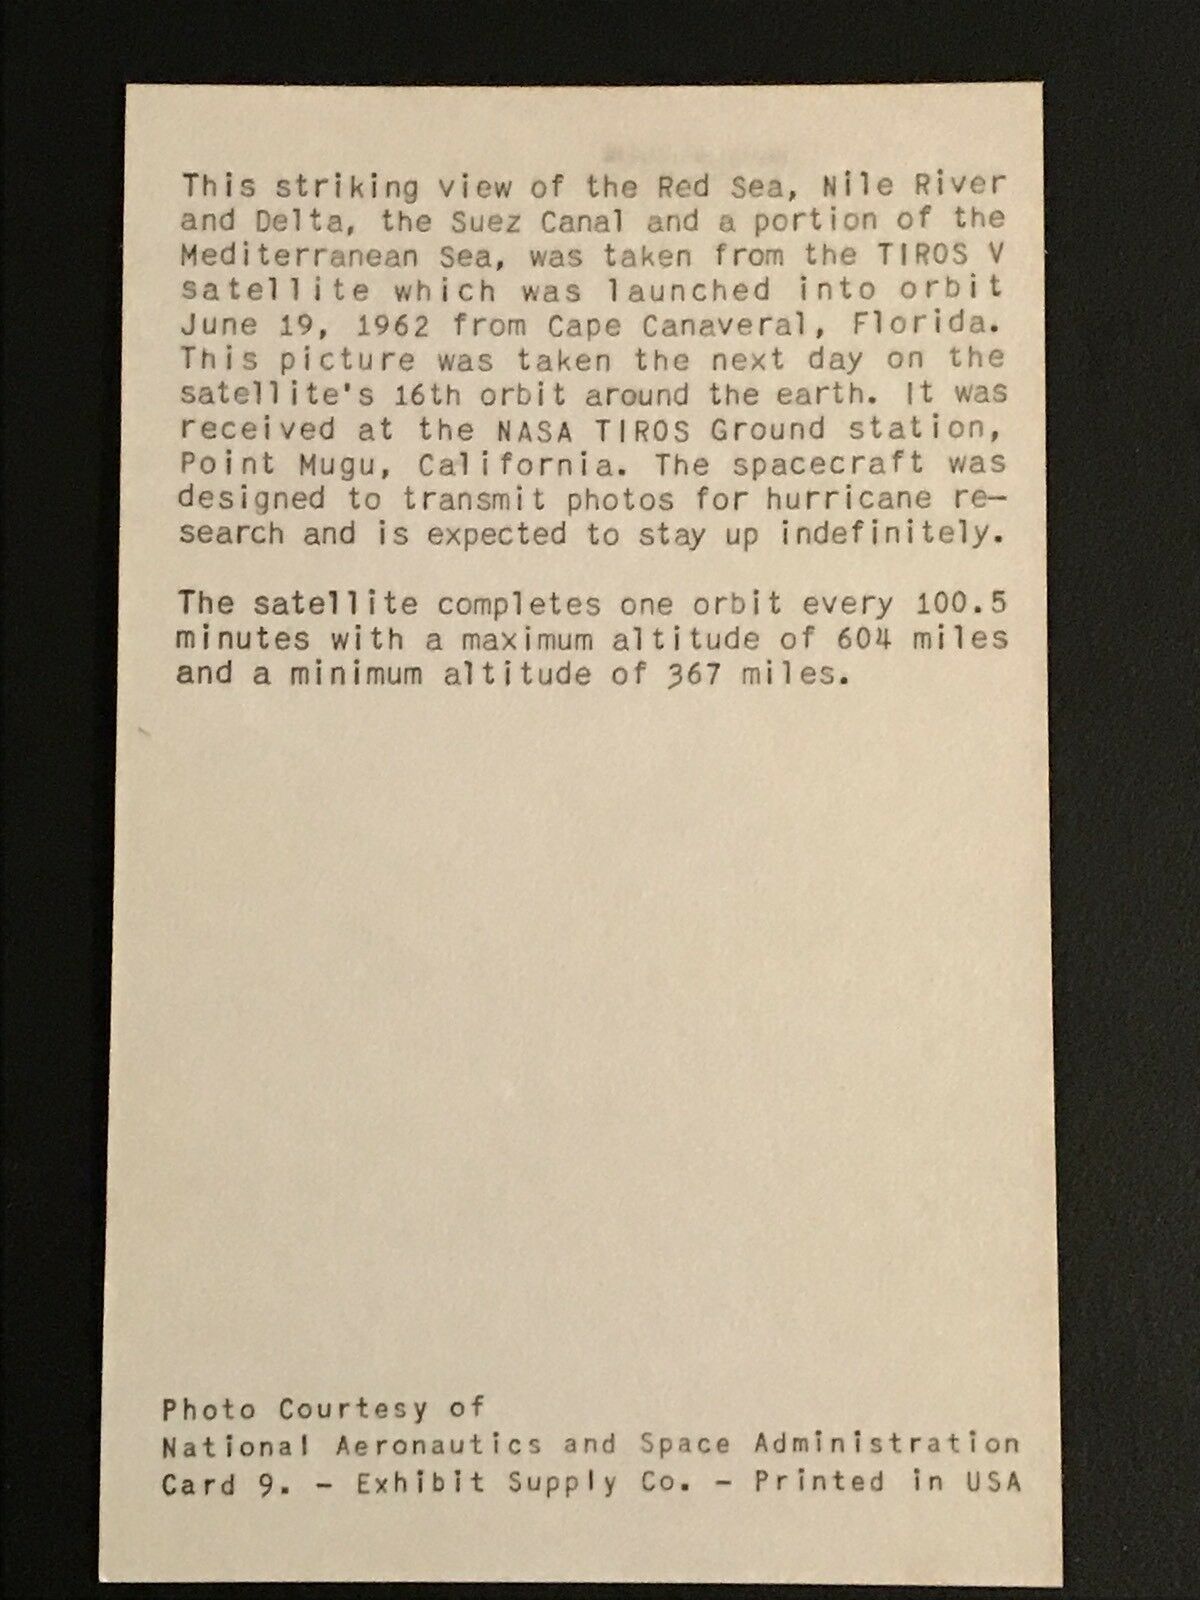 This striking view of the Red Sea, Nile River
and Delta, the Suez Canal and a portion of the
Mediterranean Sea, was taken from the TIROS V
satellite which was launched into orbit
June 19, 1962 from Cape Canaveral, Florida.
This picture was taken the next day on the
satellite's 16th orbit around the earth. It was
received at the NASA TIROS Ground station,
Point Mugu, California. The spacecraft was
designed to transmit photos for hurricane re-
search and is expected to stay up indefinitely.
The satellite completes one orbit every 100.5
minutes with a maximum altitude of 604 miles
and a minimum altitude of 367 miles.
Photo Courtesy of
National Aeronautics and Space Administration
Card 9. - Exhibit Supply Co. - Printed in USA